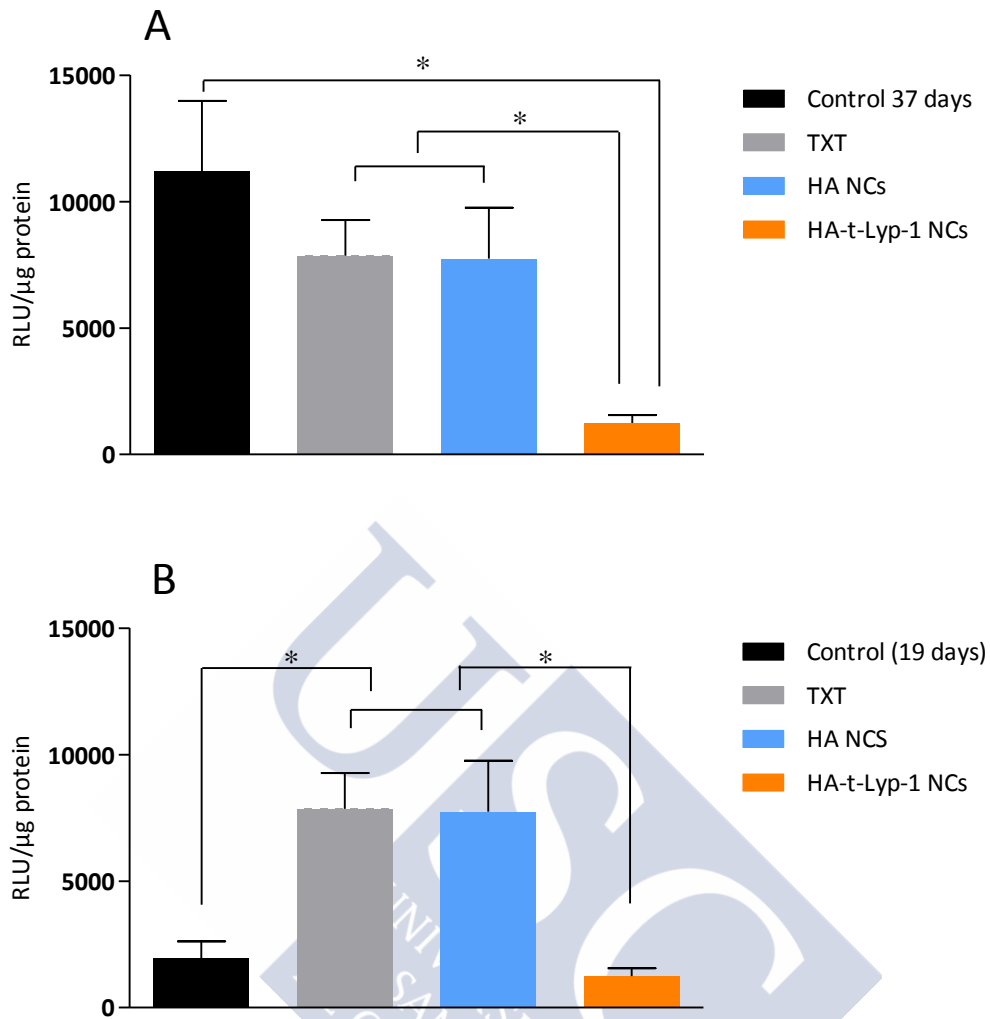 A
*
*
15000
10000
5000
0
RLU/µg protein
Control 37 days
TXT
HA NCs
HA-t-Lyp-1 NCs
B
*
*
15000
10000
5000
0
RLU/µg protein
Control (19 days)
TXT
HA NCS
HA-t-Lyp-1 NCs
USC